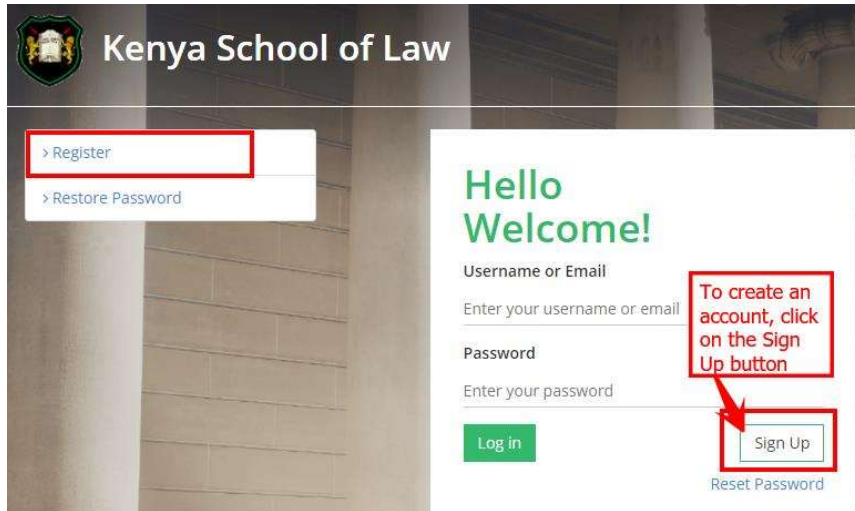 Kenya School of Law
> Register
> Restore Password
Hello
Welcome!
Username or Email
Enter your username or email
Password
Enter your password
To create an
account, click
on the Sign
Up button
Log in
Sign Up
Reset Password